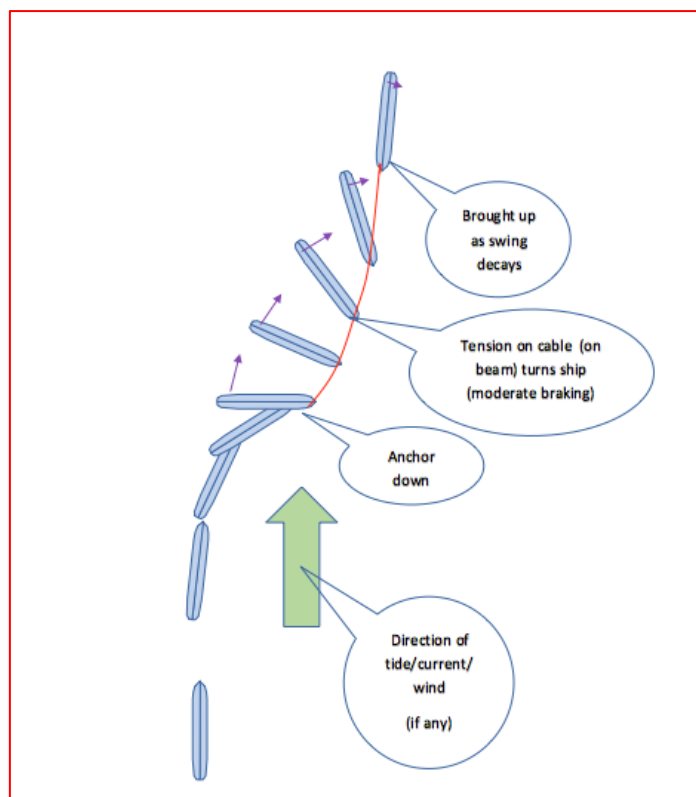 Brought up
as swing
decays
Tension on cable (on
beam) turns ship
(moderate braking)
Anchor
down
Direction of
tide/current/
wind
(if any)